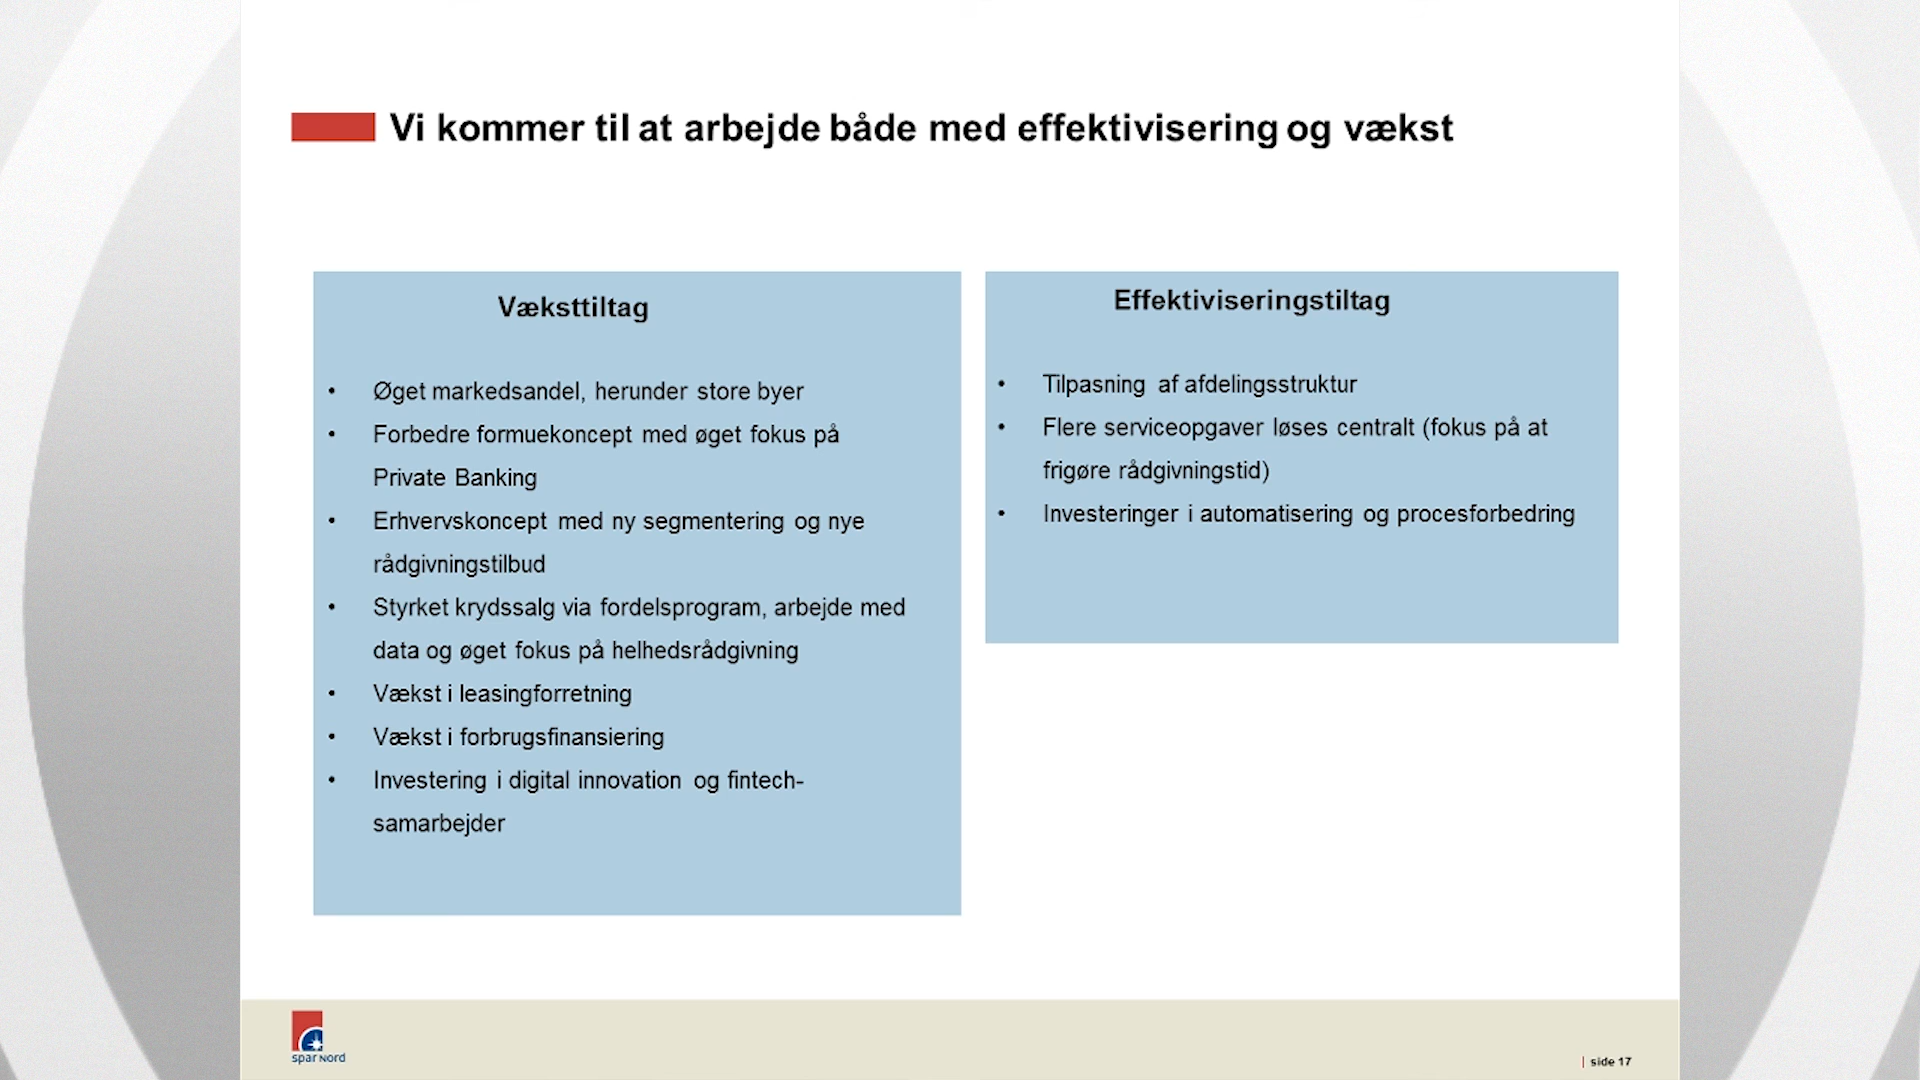 Vi kommer til at arbejde både med effektivisering og vækst
Væksttiltag
• Øget markedsandel, herunder store byer
• Forbedre formuekoncept med øget fokus på
Private Banking
• Erhvervskoncept med ny segmentering og nye
rådgivningstilbud
• Styrket krydssalg via fordelsprogram, arbejde med
data og øget fokus på helhedsrådgivning
• Vækst i leasingforretning
• Vækst i forbrugsfinansiering
• Investering i digital innovation og fintech-
samarbejder
Effektiviseringstiltag
• Tilpasning af afdelingsstruktur
• Flere serviceopgaver løses centralt (fokus på at
frigøre rådgivningstid)
• Investeringer i automatisering og procesforbedring
spar nord
| side 17